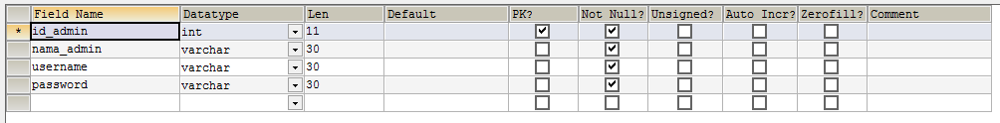 Field Name Datatype Len Default PK? Not Null? Unsigned? Auto Incr? Zerofill? Comment
* id_admin int 11
nama_admin varchar 30
username varchar 30
password varchar 30